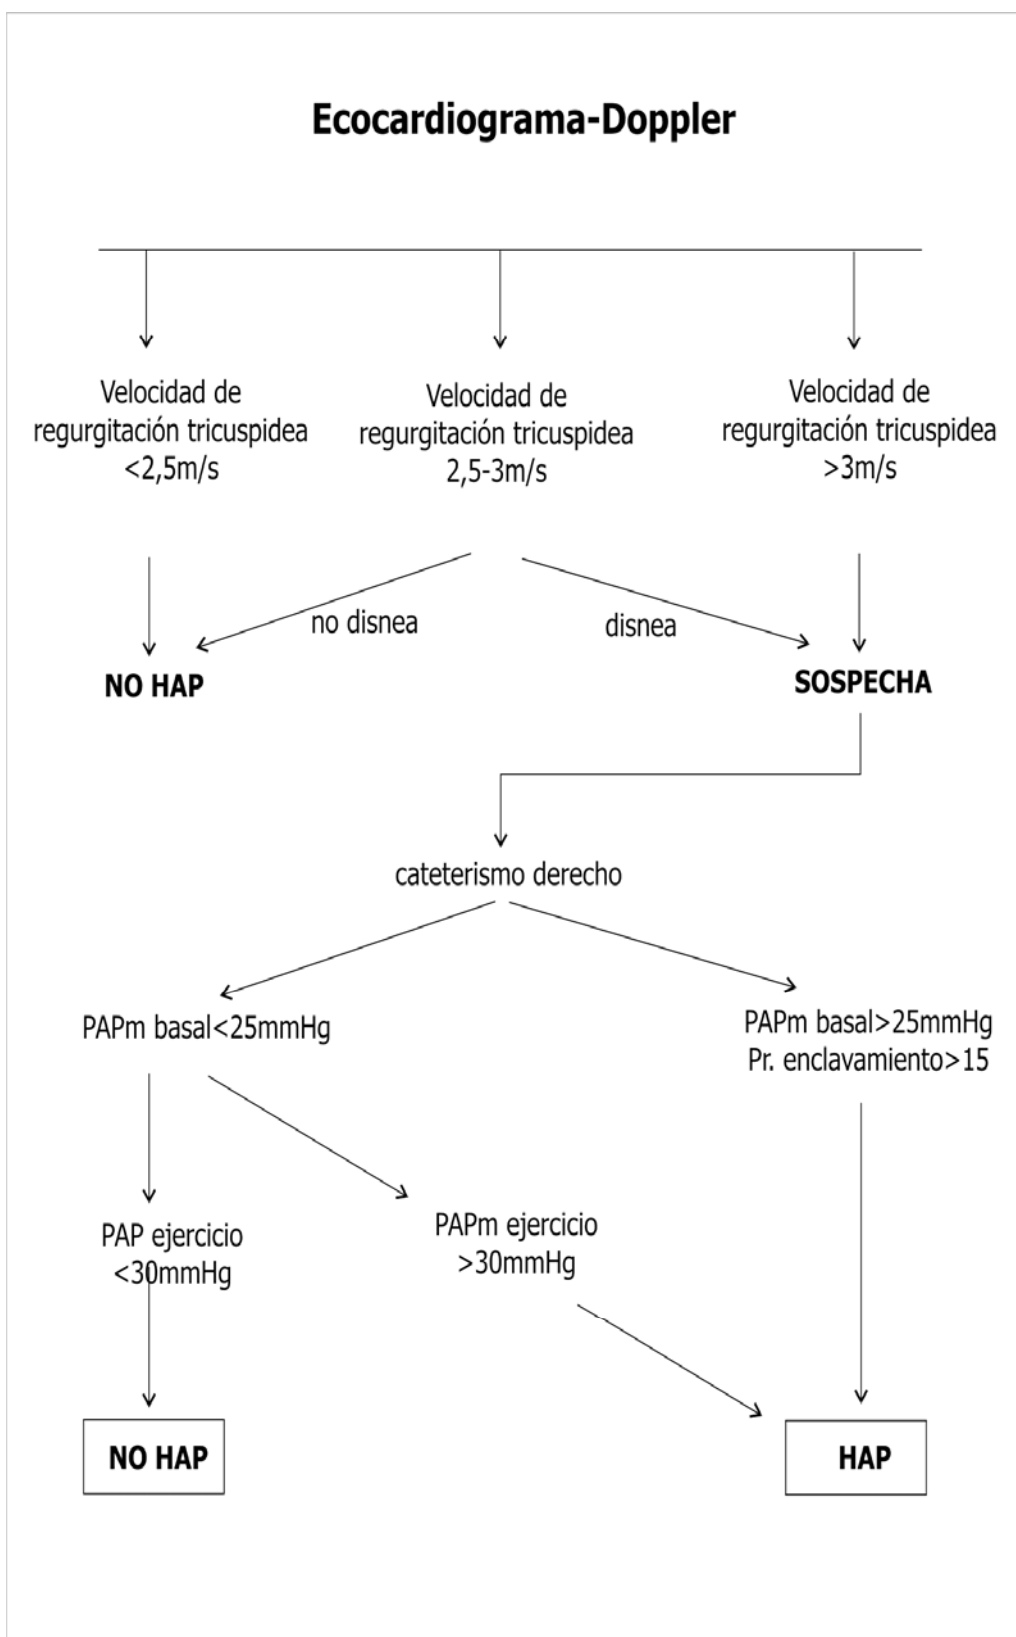 Ecocardiograma-Doppler
Velocidad de
regurgitación tricuspidea
<2,5m/s
Velocidad de
regurgitación tricuspidea
2,5-3m/s
Velocidad de
regurgitación tricuspidea
>3m/s
no disnea
disnea
NO HAP
SOSPECHA
cateterismo derecho
PAPm basal<25mmHg
PAPm basal>25mmHg
Pr. enclavamiento>15
PAP ejercicio
<30mmHg
PAPm ejercicio
>30mmHg
NO HAP
HAP